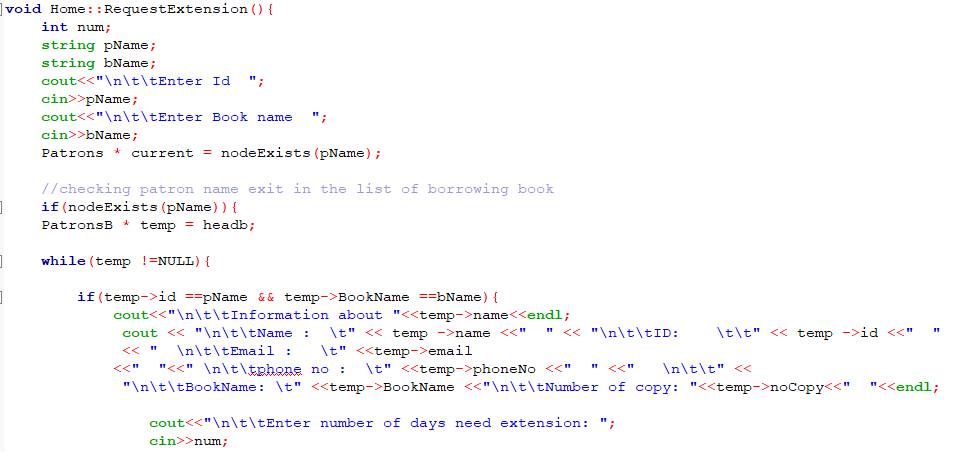 void Home::RequestExtension(){
int num;
string pName;
string bName;
cout<<"\n\t\tEnter Id  ";
cin>>pName;
cout<<"\n\t\tEnter Book name  ";
cin>>bName;
Patrons * current = nodeExists(pName);
//checking patron name exit in the list of borrowing book
if(nodeExists(pName)){
PatronsB * temp = headb;
while(temp !=NULL){
if(temp->id ==pName && temp->BookName ==bName){
cout<<"\n\t\tInformation about "<<temp->name<<endl;
cout << "\n\t\tName :  \t" << temp ->name <<"  " << "\n\t\tID:    \t\t" << temp ->id <<"  "
<< "  \n\t\tEmail :   \t" <<temp->email
<<"  "<<" \n\t\tphone no :  \t" <<temp->phoneNo <<"  " <<"   \n\t\t" <<
"\n\t\tBookName: \t" <<temp->BookName <<"\n\t\tNumber of copy: "<<temp->noCopy<<"  "<<endl;
cout<<"\n\t\tEnter number of days need extension: ";
cin>>num;